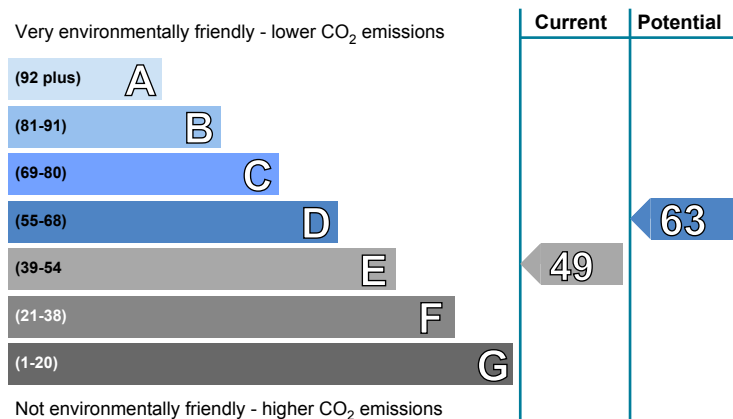 Very environmentally friendly - lower CO2 emissions
Current
Potential
(92 plus) A
(81-91) B
(69-80) C
(55-68) D
63
(39-54 E
49
(21-38) F
(1-20) G
Not environmentally friendly - higher CO2 emissions